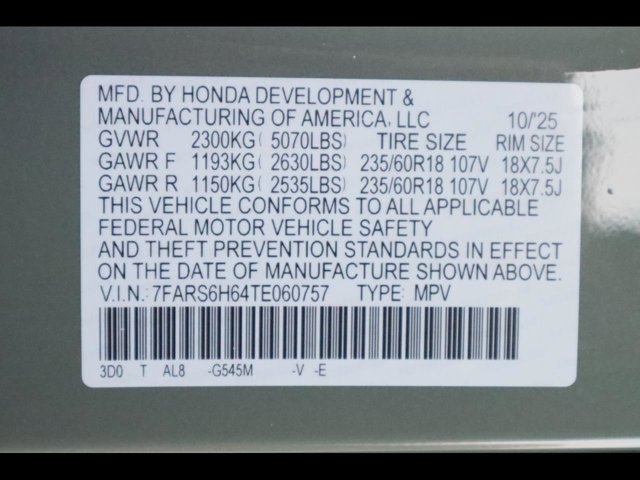 MFD. BY HONDA DEVELOPMENT &
MANUFACTURING OF AMERICA, LLC 10/'25
GVWR 2300KG( 5070LBS) TIRE SIZE RIM SIZE
GAWR F 1193KG( 2630LBS) 235/60R18 107V 18X7.5J
GAWR R 1150KG( 2535LBS) 235/60R18 107V 18X7.5J
THIS VEHICLE CONFORMS TO ALL APPLICABLE
FEDERAL MOTOR VEHICLE SAFETY
AND THEFT PREVENTION STANDARDS IN EFFECT
ON THE DATE OF MANUFACTURE SHOWN ABOVE.
V.I.N.: 7FARS6H64TE060757 TYPE: MPV
3D0 T AL8 -G545M -V -E